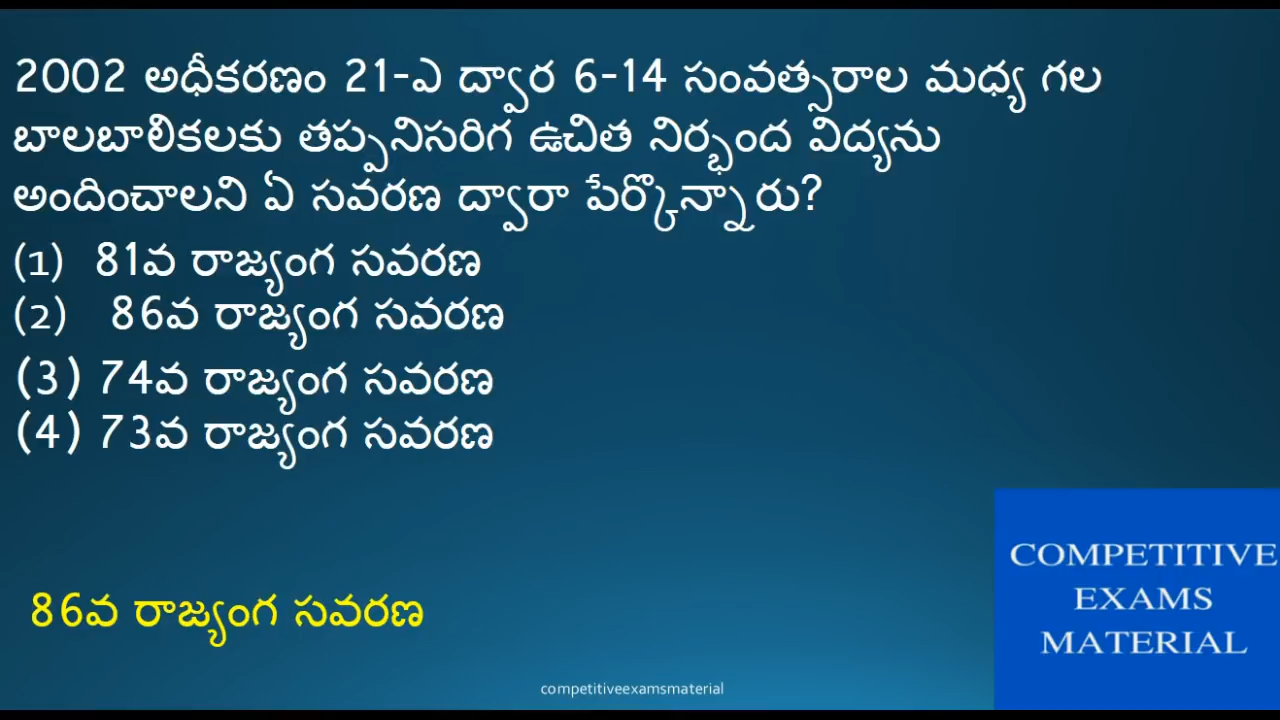 2002 అధీకరణం 21-ఎ ద్వార 6-14 సంవత్సరాల మధ్య గల
బాలబాలికలకు తప్పనిసరిగ ఉచిత నిర్భంద విద్యను
అందించాలని ఏ సవరణ ద్వారా పేర్కొన్నారు?
(1) 81వ రాజ్యంగ సవరణ
(2) 86వ రాజ్యంగ సవరణ
(3) 74వ రాజ్యంగ సవరణ
(4) 73వ రాజ్యంగ సవరణ
86వ రాజ్యంగ సవరణ
COMPETITIVE
EXAMS
MATERIAL
competitiveexamsmaterial